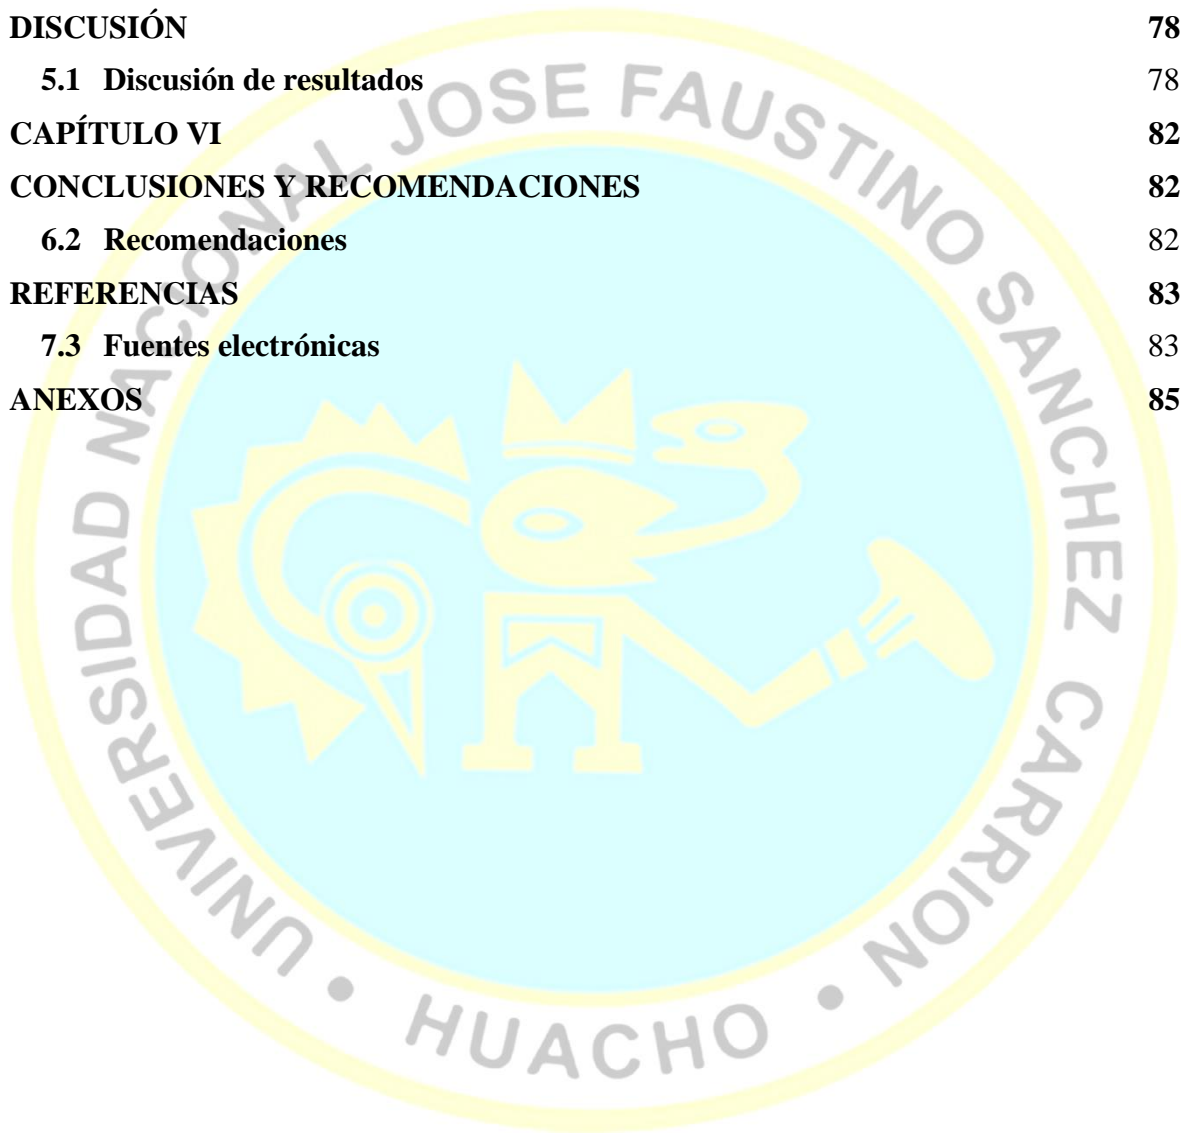 DISCUSIÓN 78
5.1 Discusión de resultados 78
CAPÍTULO VI 82
CONCLUSIONES Y RECOMENDACIONES 82
6.2 Recomendaciones 82
REFERENCIAS 83
7.3 Fuentes electrónicas 83
ANEXOS 85
UNIVERSIDAD NACIONAL JOSE FAUSTINO SANCHEZ CARRION
• HUACHO •